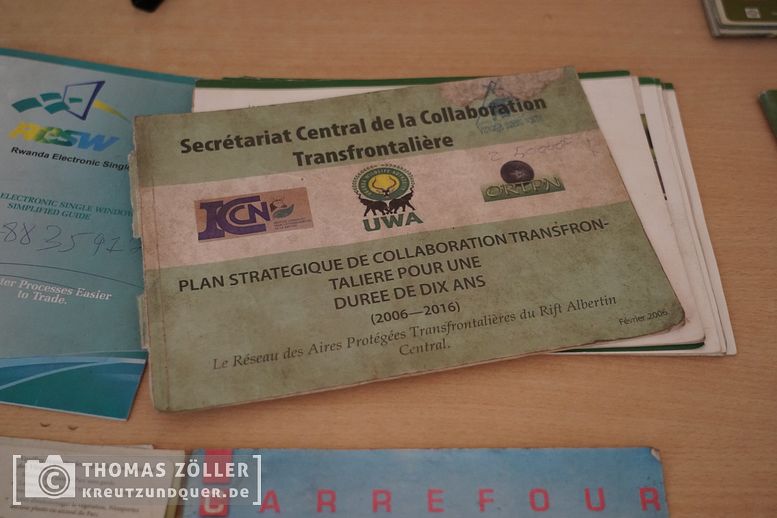 Secrétariat Central de la Collaboration
Transfrontalière
ICCN
UWA
ORTPN
PLAN STRATEGIQUE DE COLLABORATION TRANSFRON-
TALIERE POUR UNE
DUREE DE DIX ANS
(2006—2016)
Le Réseau des Aires Protégées Transfrontalières du Rift Albertin
Central.
Février 2006
Rwanda Electronic Single
ELECTRONIC SINGLE WINDOW
SIMPLIFIED GUIDE
Processes Easier
to Trade.
CARREFOUR
THOMAS ZÖLLER
KREUTZUNDQUER.DE